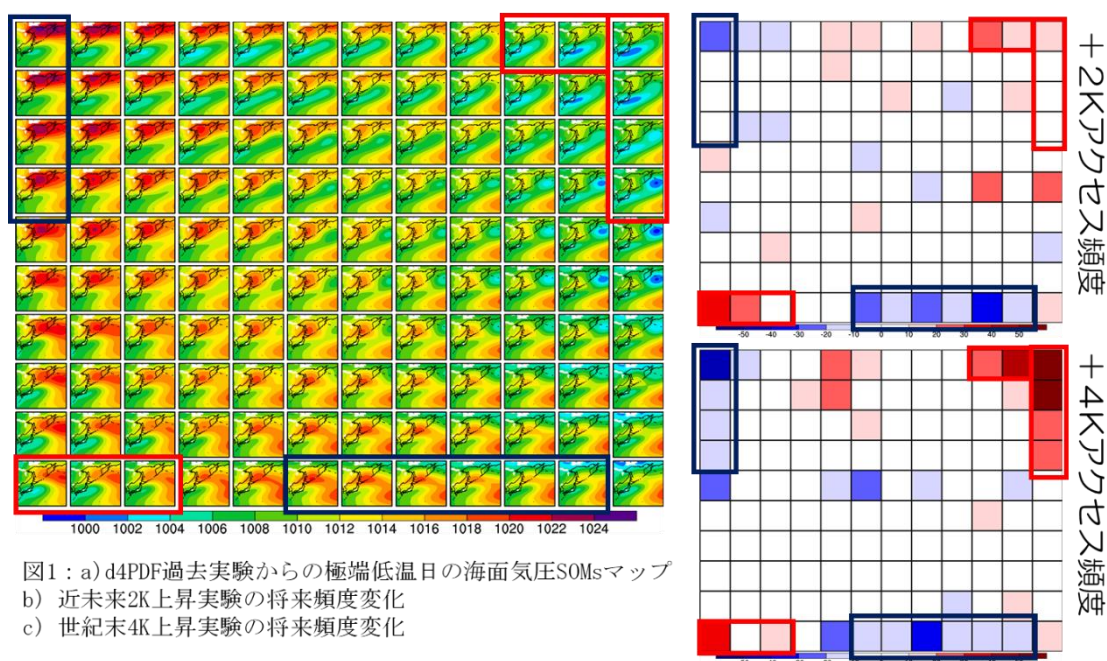 ＋2Kアクセス頻度
-50 -40 -30 -20 -10 0 10 20 30 40 50
＋4Kアクセス頻度
1000 1002 1004 1006 1008 1010 1012 1014 1016 1018 1020 1022 1024
図1：a)d4PDF過去実験からの極端低温日の海面気圧SOMsマップ
b) 近未来2K上昇実験の将来頻度変化
c) 世紀末4K上昇実験の将来頻度変化